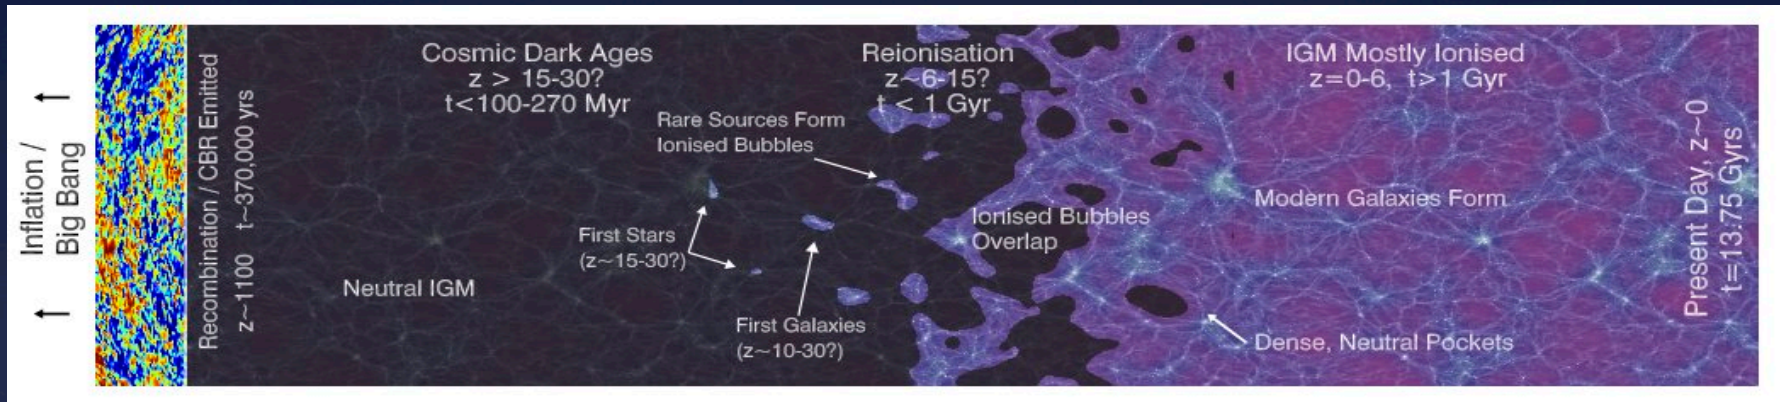 Inflation /
Big Bang
Recombination / CBR Emitted
z~1100 t~370,000 yrs
Cosmic Dark Ages
z > 15-30?
t<100-270 Myr
Neutral IGM
First Stars
(z~15-30?)
First Galaxies
(z~10-30?)
Rare Sources Form
Ionised Bubbles
Reionisation
z~6-15?
t < 1 Gyr
Ionised Bubbles
Overlap
IGM Mostly Ionised
z=0-6, t>1 Gyr
Modern Galaxies Form
Dense, Neutral Pockets
Present Day, z~0
t=13.75 Gyrs